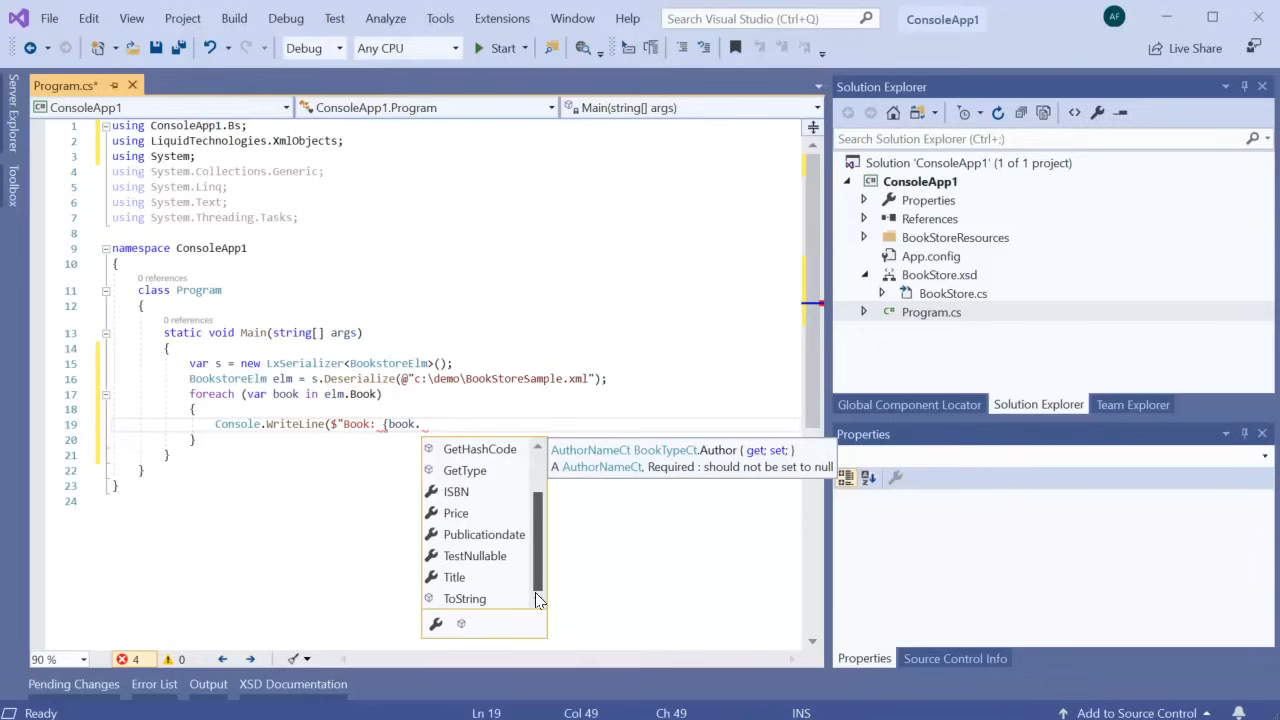 File Edit View Project Build Debug Test Analyze Tools Extensions Window Help Search Visual Studio (Ctrl+Q) ConsoleApp1 AF
Debug Any CPU Start Live Share
Server Explorer
Toolbox
Program.cs*
ConsoleApp1 ConsoleApp1.Program Main(string[] args)
1 using ConsoleApp1.Bs;
2 using LiquidTechnologies.XmlObjects;
3 using System;
4 using System.Collections.Generic;
5 using System.Linq;
6 using System.Text;
7 using System.Threading.Tasks;
8
9 namespace ConsoleApp1
10 {
0 references
11 class Program
12 {
0 references
13 static void Main(string[] args)
14 {
15 var s = new LxSerializer<BookstoreElm>();
16 BookstoreElm elm = s.Deserialize(@"c:\demo\BookStoreSample.xml");
17 foreach (var book in elm.Book)
18 {
19 Console.WriteLine($"Book: {book.
20 }
21 }
22 }
23 }
24
GetHashCode
GetType
ISBN
Price
Publicationdate
TestNullable
Title
ToString
AuthorNameCt BookTypeCt.Author { get; set; }
A AuthorNameCt, Required : should not be set to null
90 % 4 0
Solution Explorer
Search Solution Explorer (Ctrl+;)
Solution 'ConsoleApp1' (1 of 1 project)
ConsoleApp1
Properties
References
BookStoreResources
App.config
BookStore.xsd
BookStore.cs
Program.cs
Global Component Locator Solution Explorer Team Explorer
Properties
Properties Source Control Info
Pending Changes Error List Output XSD Documentation
Ready Ln 19 Col 49 Ch 49 INS Add to Source Control